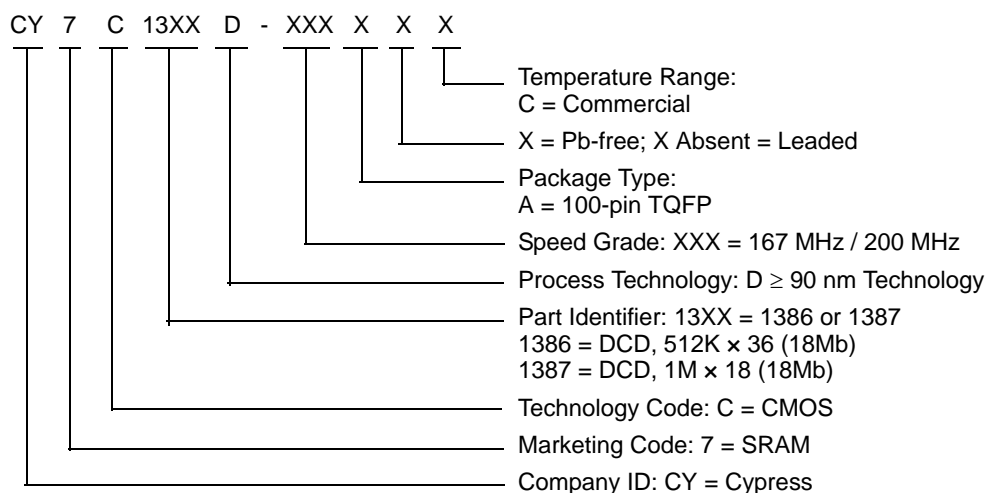 CY 7 C 13XX D - XXX X X X
Temperature Range:
C = Commercial
X = Pb-free; X Absent = Leaded
Package Type:
A = 100-pin TQFP
Speed Grade: XXX = 167 MHz / 200 MHz
Process Technology: D ≥ 90 nm Technology
Part Identifier: 13XX = 1386 or 1387
1386 = DCD, 512K × 36 (18Mb)
1387 = DCD, 1M × 18 (18Mb)
Technology Code: C = CMOS
Marketing Code: 7 = SRAM
Company ID: CY = Cypress